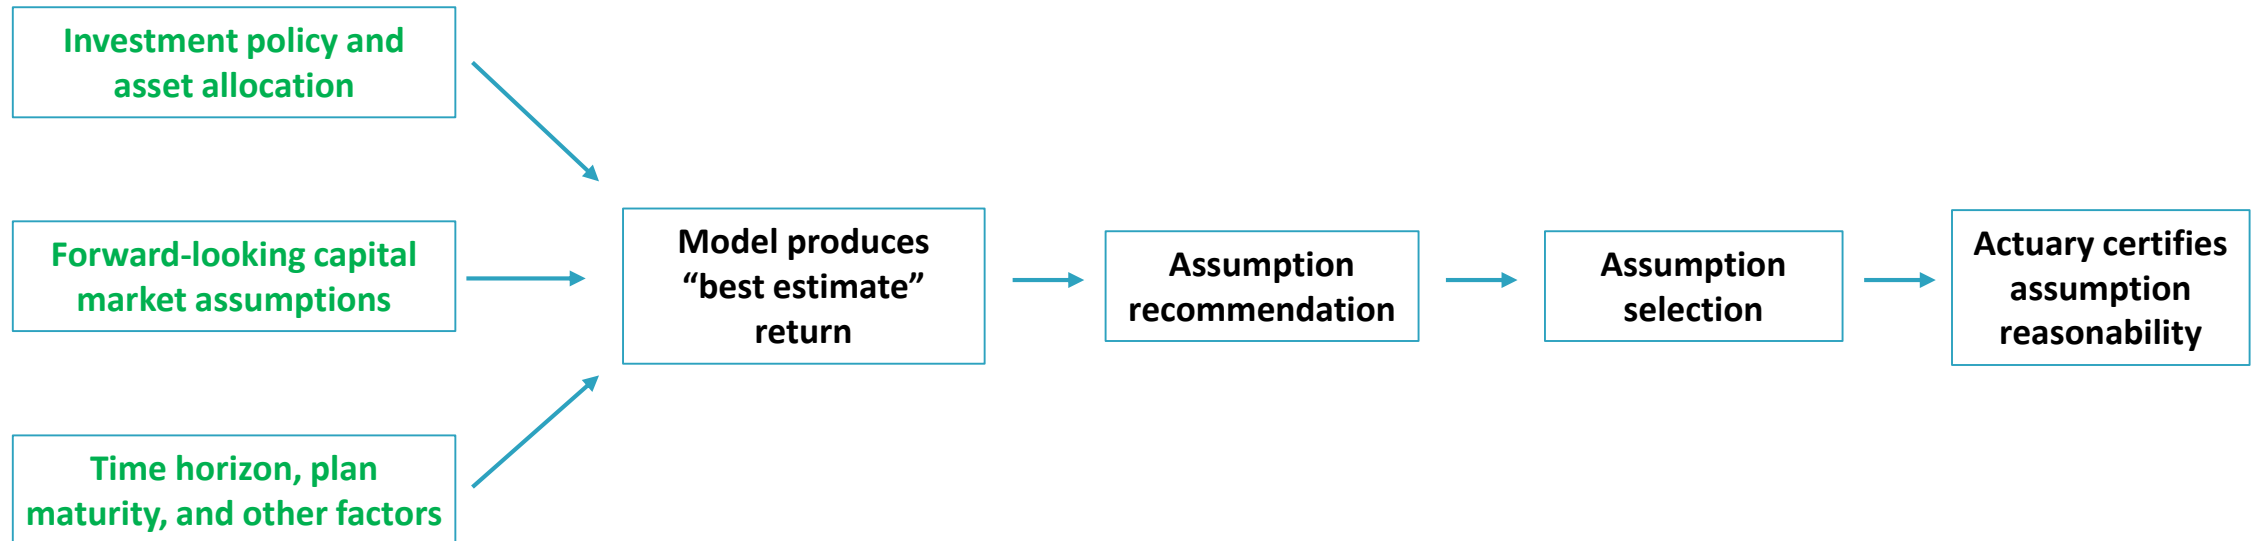 Investment policy and
asset allocation
Forward-looking capital
market assumptions
Time horizon, plan
maturity, and other factors
Model produces
“best estimate”
return
Assumption
recommendation
Assumption
selection
Actuary certifies
assumption
reasonability